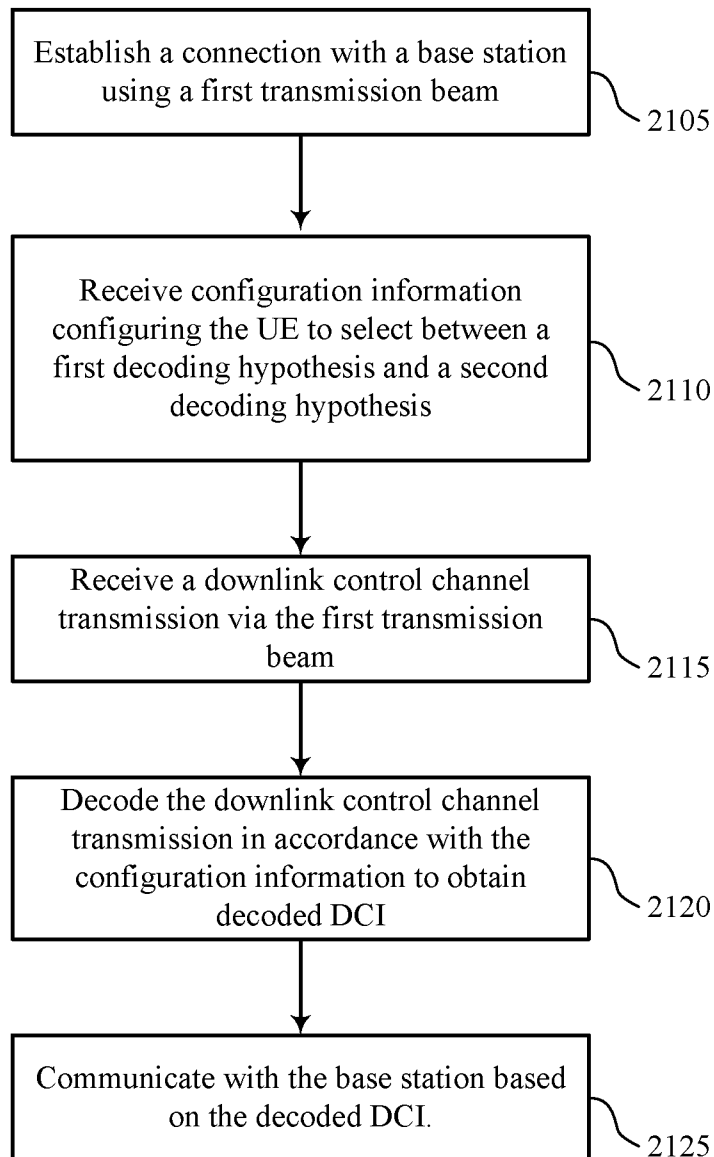 Establish a connection with a base station
using a first transmission beam
2105
Receive configuration information
configuring the UE to select between a
first decoding hypothesis and a second
decoding hypothesis
2110
Receive a downlink control channel
transmission via the first transmission
beam
2115
Decode the downlink control channel
transmission in accordance with the
configuration information to obtain
decoded DCI
2120
Communicate with the base station based
on the decoded DCI.
2125